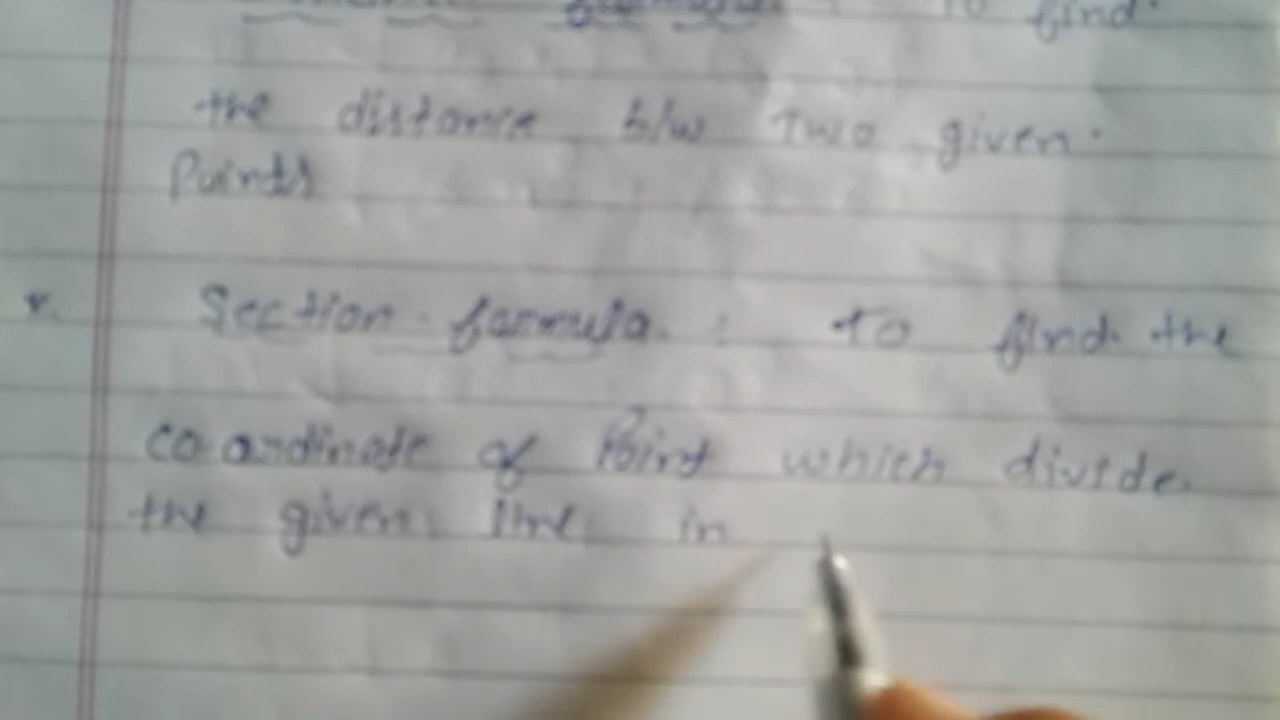 formula : To find.
the distance b/w Two given.
Points
Section formula : To find the
co ordinate of Point which divide.
the given line in